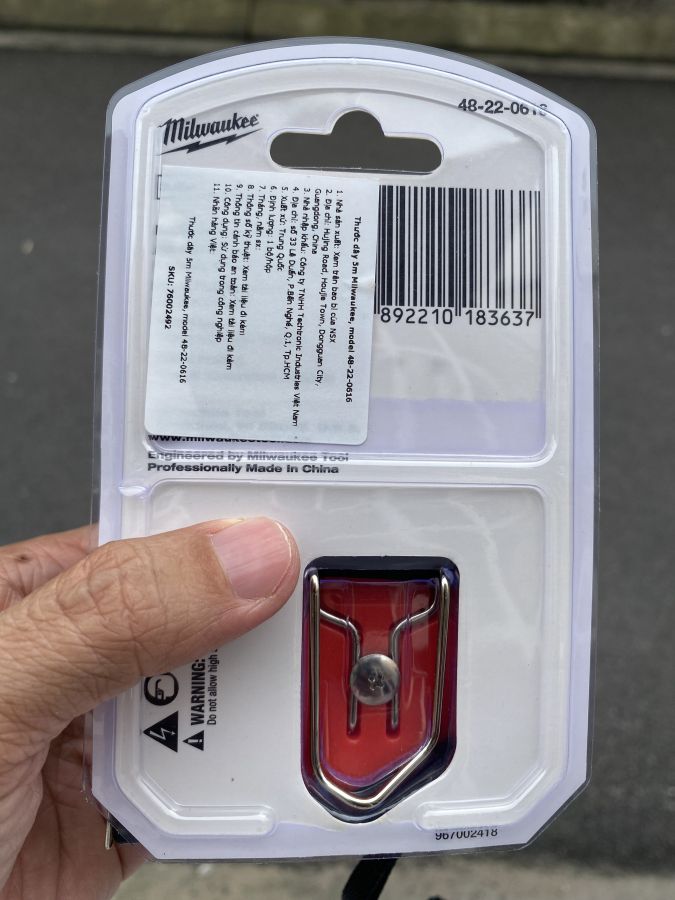 Milwaukee
48-22-0616
Thước dây 5m Milwaukee, model 48-22-0616
1. Nhà sản xuất: Xem trên bao bì của NSX
2. Địa chỉ: Hujing Road, Houjie Town, Dongguan City,
Guangdong, China
3. Nhà nhập khẩu: Công ty TNHH Techtronic Industries Việt Nam -
4. Địa chỉ: số 33 Lê Duẩn, P.Bến Nghé, Q.1, Tp.HCM
5. Xuất xứ: Trung Quốc
6. Định lượng: 1 bộ/hộp
7. Tháng, năm sx:
8. Thông số kỹ thuật: Xem tài liệu đi kèm
9. Thông tin cảnh báo an toàn: Xem tài liệu đi kèm
10. Công dụng: Sử dụng trong công nghiệp
11. Nhãn hàng Việt:
Thước dây 5m Milwaukee, model 48-22-0616
SKU: 76002492
892210 183637
www.milwaukee
Engineered by Milwaukee Tool
Professionally Made in China
WARNING:
Do not allow high
967002418